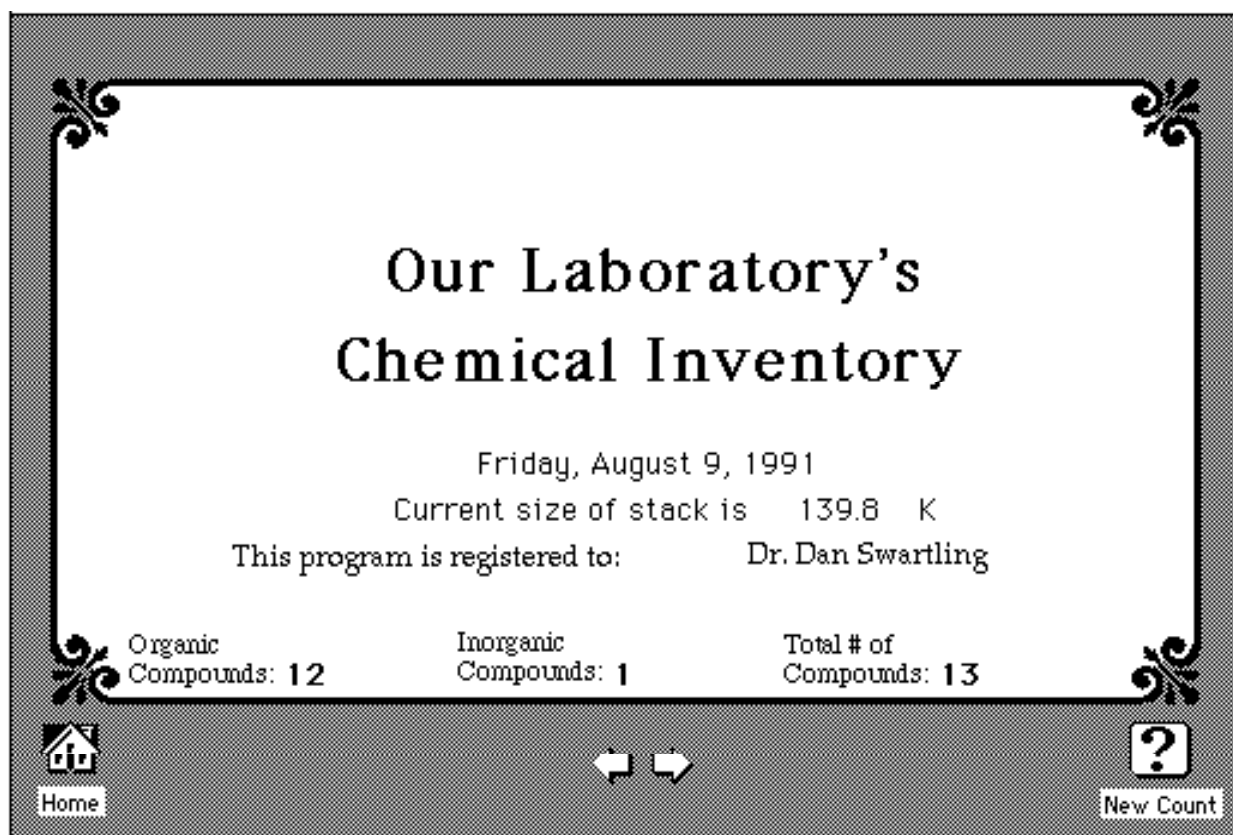 Our Laboratory's
Chemical Inventory
Friday, August 9, 1991
Current size of stack is 139.8 K
This program is registered to: Dr. Dan Swartling
Organic Compounds: 12
Inorganic Compounds: 1
Total # of Compounds: 13
Home
?
New Count